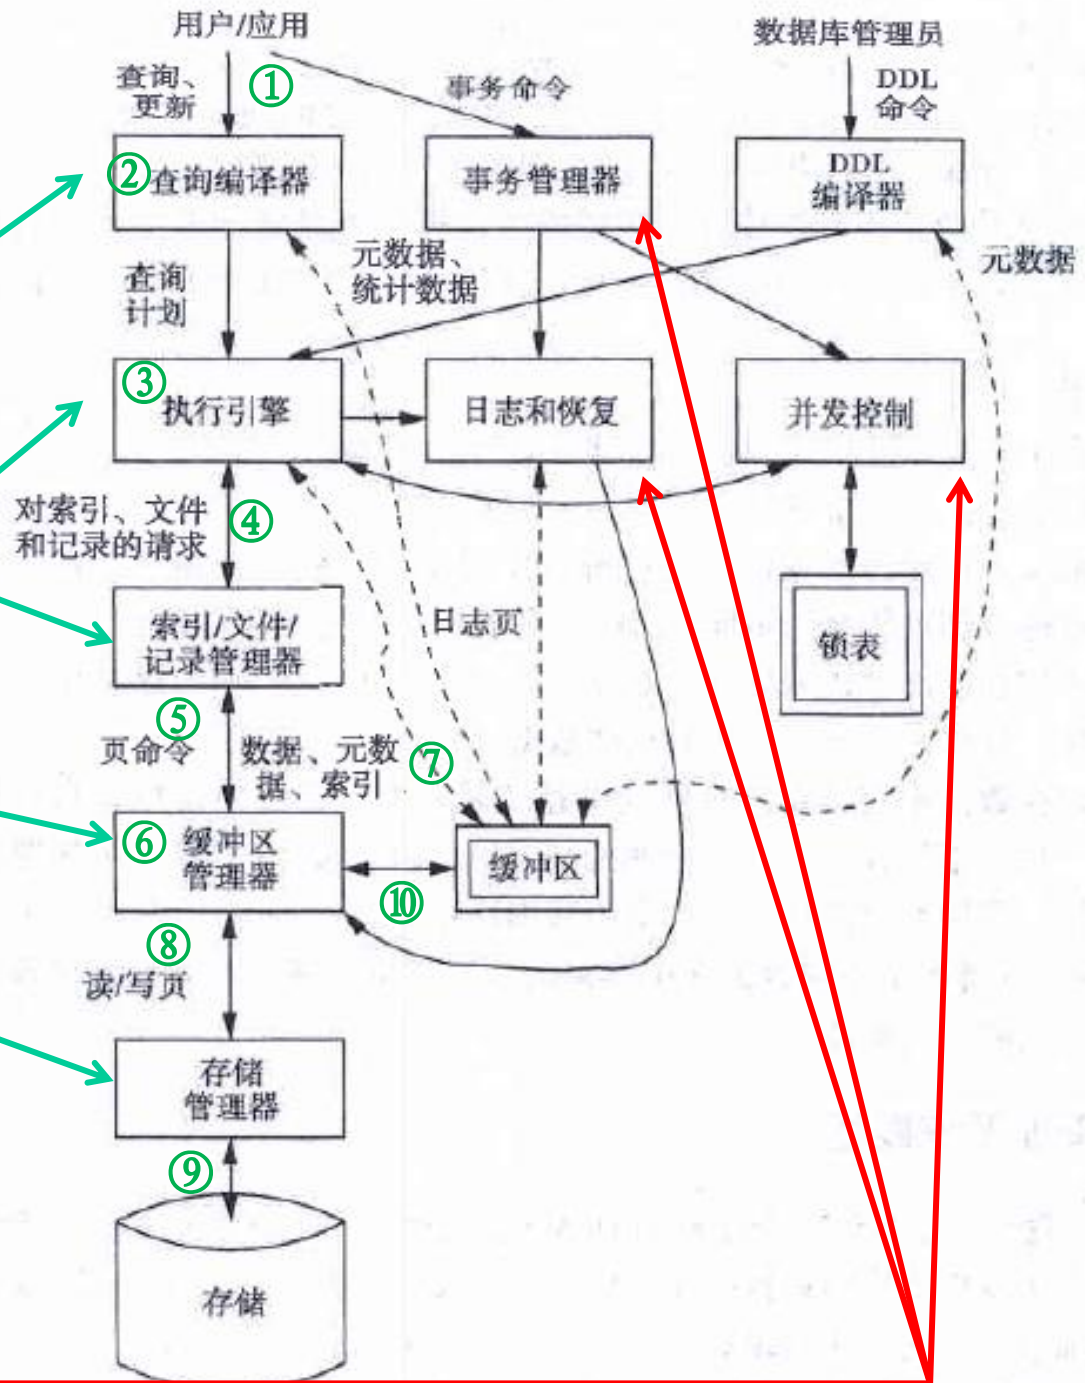 用户/应用
数据库管理员
查询、
更新
①
事务命令
DDL
命令
②
查询编译器
事务管理器
DDL
编译器
查询
计划
元数据、
统计数据
元数据
③
执行引擎
日志和恢复
并发控制
对索引、文件
和记录的请求
④
索引/文件/
记录管理器
日志页
锁表
⑤
页命令
数据、元数
据、索引
⑦
⑥
缓冲区
管理器
缓冲区
⑩
⑧
读/写页
存储
管理器
⑨
存储